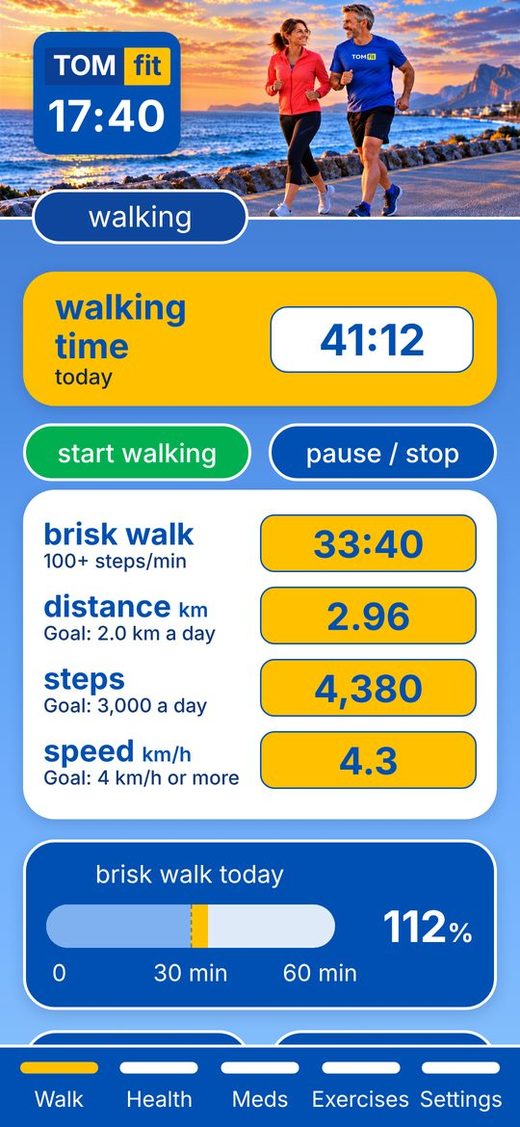 TOM fit
17:40
TOM fit
walking
walking
time
today
41:12
start walking
pause / stop
brisk walk
100+ steps/min
33:40
distance km
Goal: 2.0 km a day
2.96
steps
Goal: 3,000 a day
4,380
speed km/h
Goal: 4 km/h or more
4.3
brisk walk today
112%
0
30 min
60 min
Walk
Health
Meds
Exercises
Settings